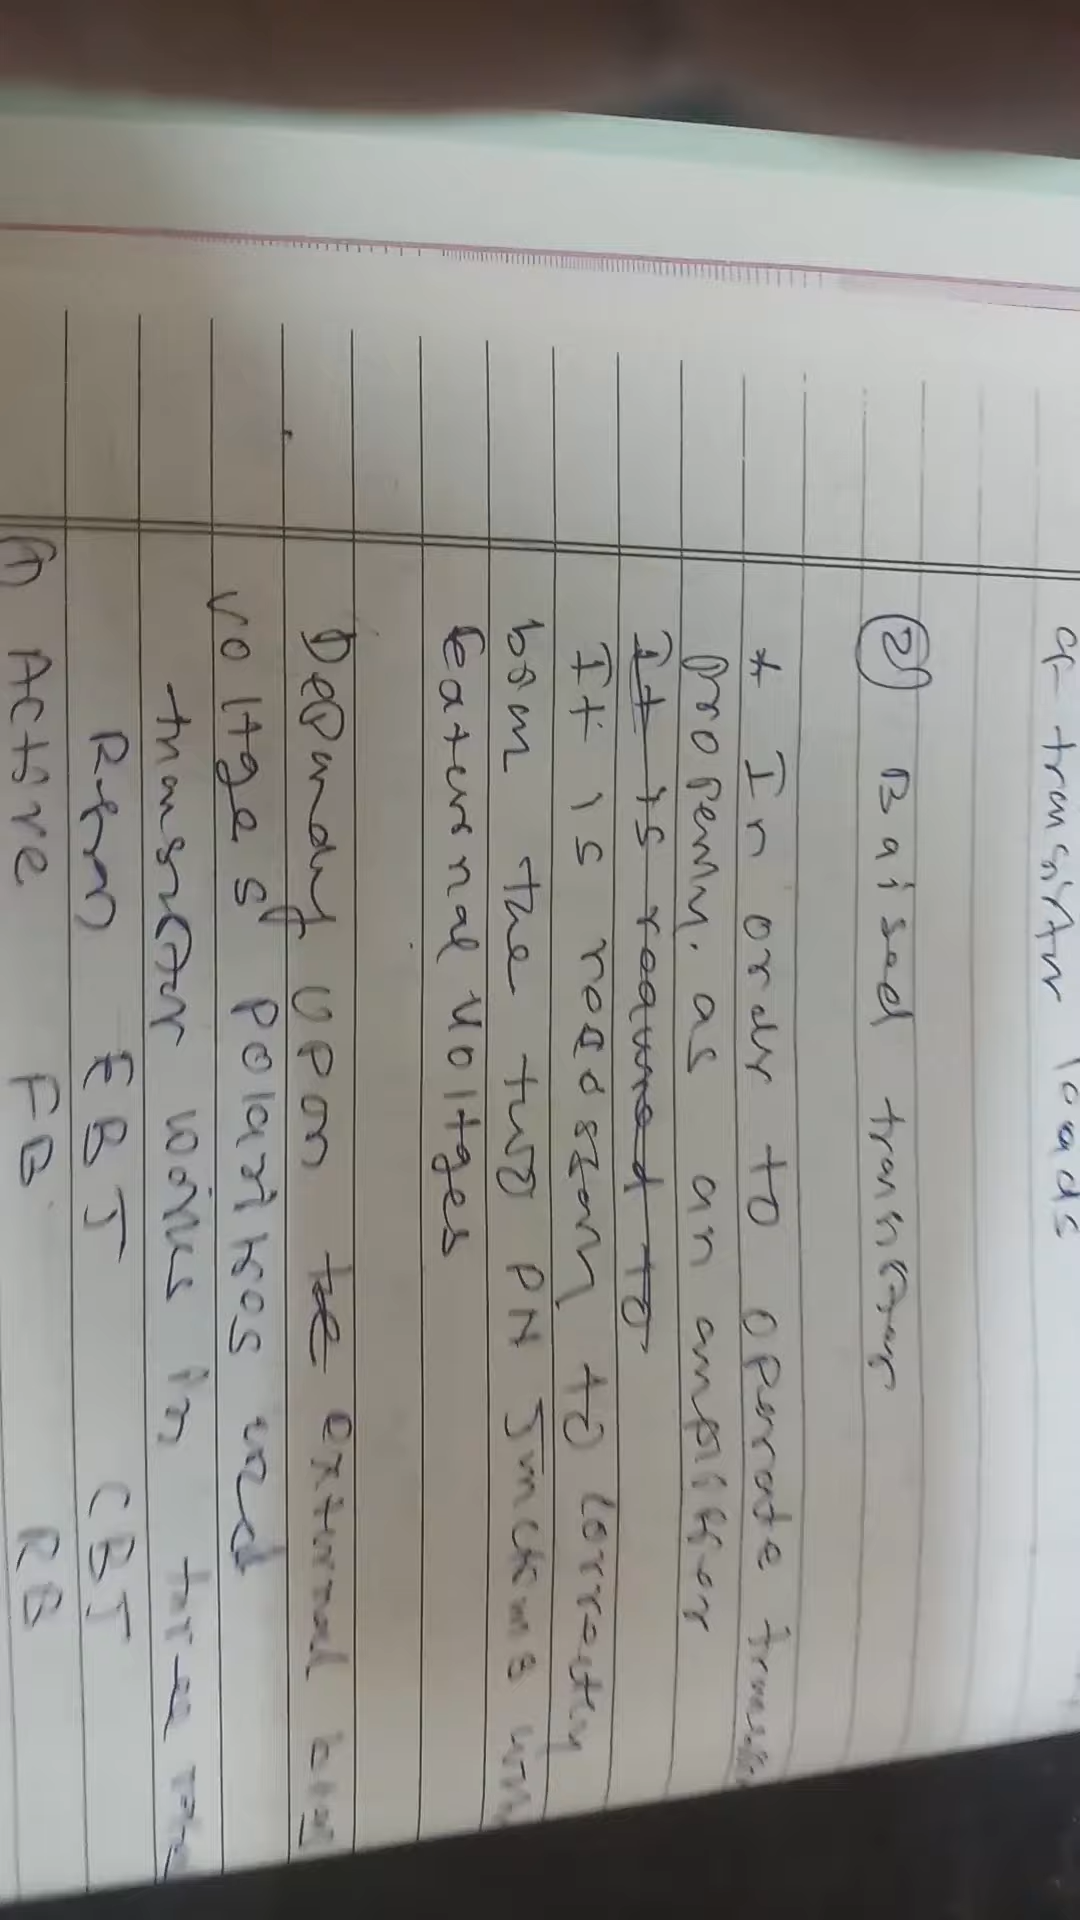 of transistor loads
② Baised transistor
* In order to operate
properly. as an amplifier
It is required to
It is necessary to correctly
bias the two PN Junctions with
External Voltages
Depending upon the external
voltages polarities used
transistor works in three
Region EBJ CBJ
① Active FB RB